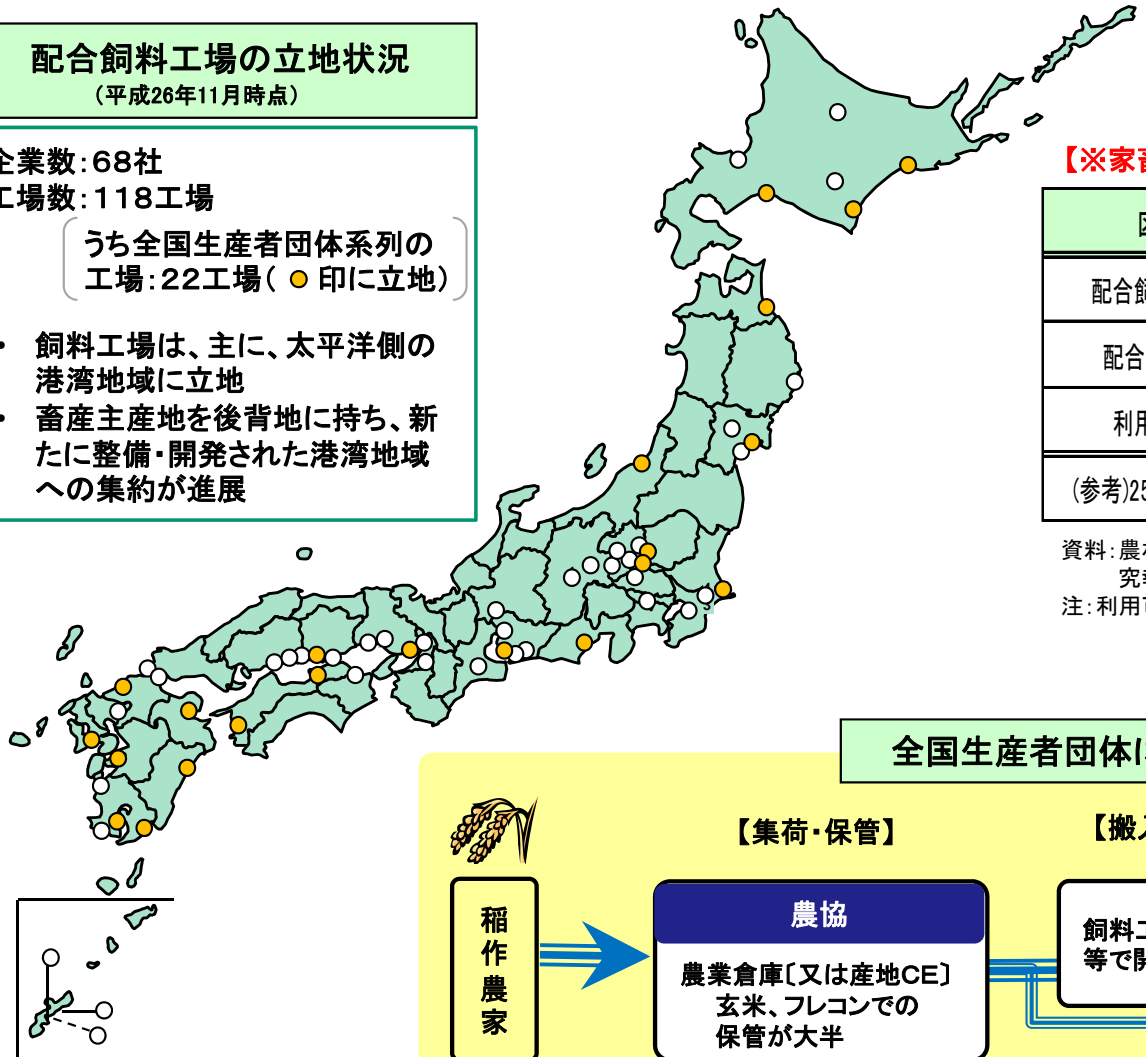 配合飼料工場の立地状況
(平成26年11月時点)
企業数:68社
工場数:118工場
うち全国生産者団体系列の
工場:22工場( 印に立地)
・ 飼料工場は、主に、太平洋側の
港湾地域に立地
・ 畜産主産地を後背地に持ち、新
たに整備・開発された港湾地域
への集約が進展
【※家
配合
配合
利用
(参考)25
資料:農
究
注:利用
全国生産者団体
【集荷・保管】
【搬
稲作農家
農協
農業倉庫〔又は産地CE〕
玄米、フレコンでの
保管が大半
飼料
等で